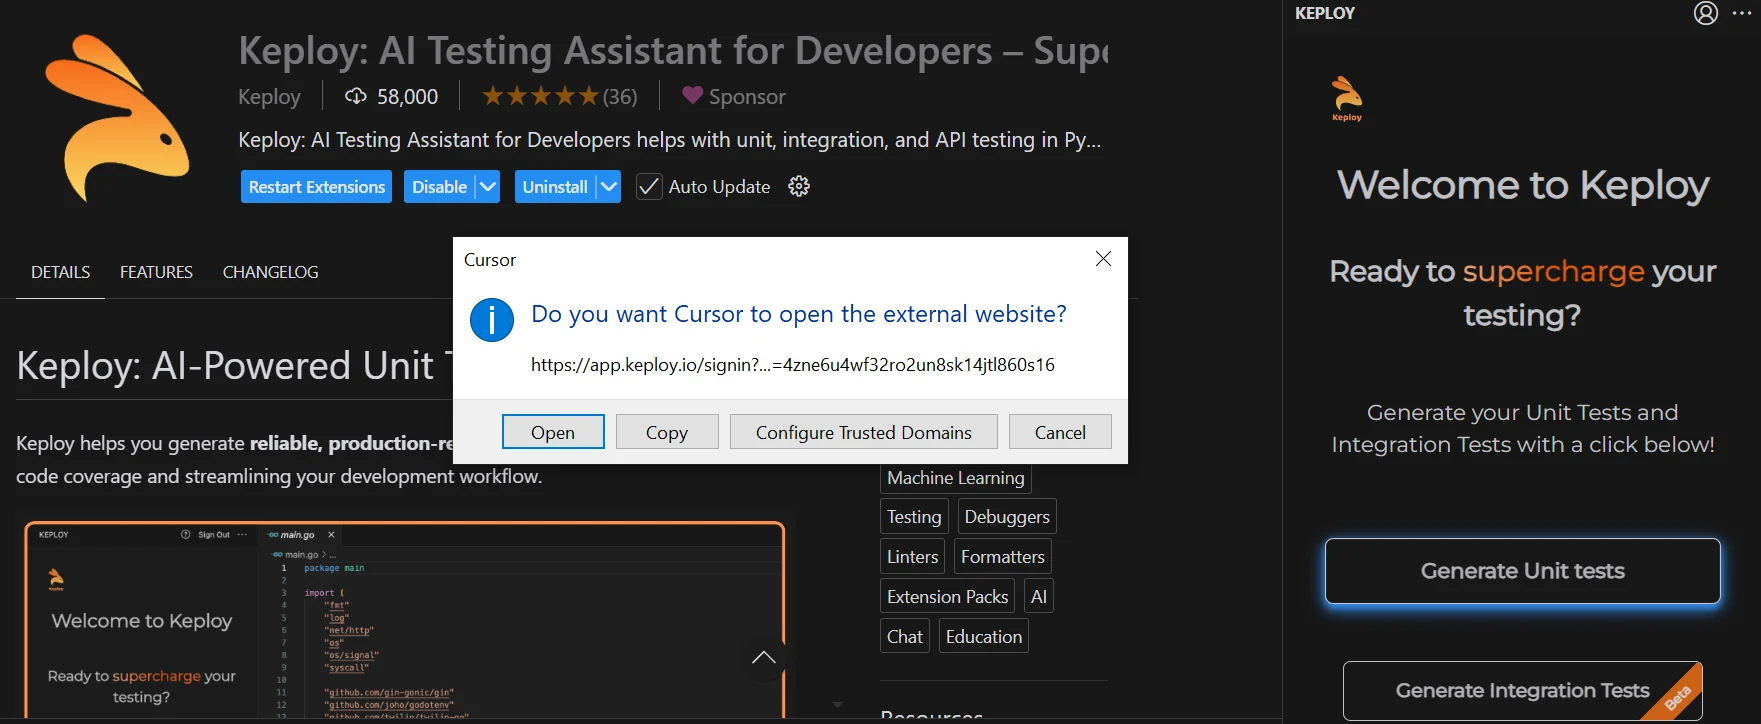 Keploy: AI Testing Assistant for Developers – Supe
Keploy
58,000
(36)
Sponsor
Keploy: AI Testing Assistant for Developers helps with unit, integration, and API testing in Py...
Restart Extensions
Disable
Uninstall
Auto Update
DETAILS
FEATURES
CHANGELOG
Keploy: AI-Powered Unit
Keploy helps you generate reliable, production-re
code coverage and streamlining your development workflow.
KEPLOY
Sign Out
main.go
main.go > ...
Keploy
Welcome to Keploy
Ready to supercharge your
testing?
1 package main
2
3 import (
4 "fmt"
5 "log"
6 "net/http"
7 "os"
8 "os/signal"
9 "syscall"
10
11 "github.com/gin-gonic/gin"
12 "github.com/joho/godotenv"
13 "github.com/twilio/twilio-go"
Cursor
Do you want Cursor to open the external website?
https://app.keploy.io/signin?...=4zne6u4wf32ro2un8sk14jtl860s16
Open
Copy
Configure Trusted Domains
Cancel
Machine Learning
Testing
Debuggers
Linters
Formatters
Extension Packs
AI
Chat
Education
Resources
KEPLOY
Keploy
Welcome to Keploy
Ready to supercharge your
testing?
Generate your Unit Tests and
Integration Tests with a click below!
Generate Unit tests
Generate Integration Tests
Beta